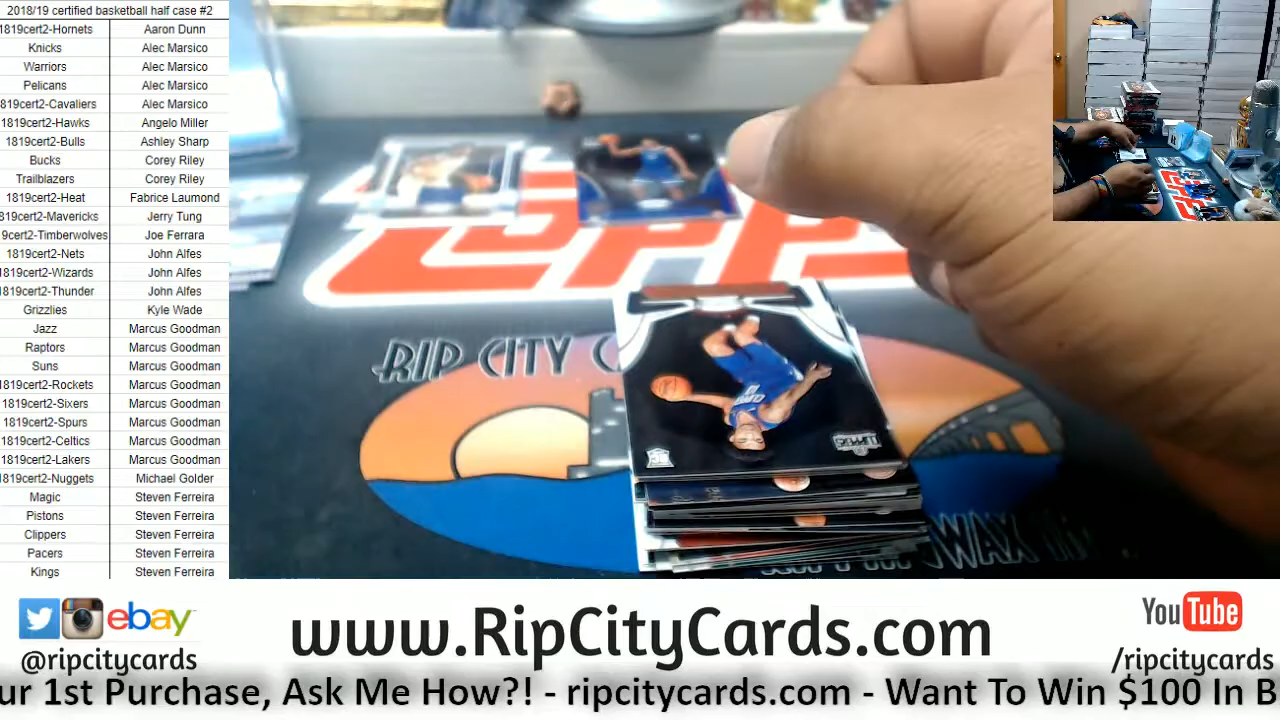 2018/19 certified basketball half case #2
1819cert2-Hornets Aaron Dunn
Knicks Alec Marsico
Warriors Alec Marsico
Pelicans Alec Marsico
819cert2-Cavaliers Alec Marsico
1819cert2-Hawks Angelo Miller
1819cert2-Bulls Ashley Sharp
Bucks Corey Riley
Trailblazers Corey Riley
1819cert2-Heat Fabrice Laumond
819cert2-Mavericks Jerry Tung
9cert2-Timberwolves Joe Ferrara
1819cert2-Nets John Alfes
819cert2-Wizards John Alfes
819cert2-Thunder John Alfes
Grizzlies Kyle Wade
Jazz Marcus Goodman
Raptors Marcus Goodman
Suns Marcus Goodman
819cert2-Rockets Marcus Goodman
1819cert2-Sixers Marcus Goodman
1819cert2-Spurs Marcus Goodman
1819cert2-Celtics Marcus Goodman
1819cert2-Lakers Marcus Goodman
819cert2-Nuggets Michael Golder
Magic Steven Ferreira
Pistons Steven Ferreira
Clippers Steven Ferreira
Pacers Steven Ferreira
Kings Steven Ferreira
RIP CITY C
CLIPPERS
WAX
ebay
@ripcitycards
www.RipCityCards.com
YouTube
/ripcitycards
ur 1st Purchase, Ask Me How?! - ripcitycards.com - Want To Win $100 In B